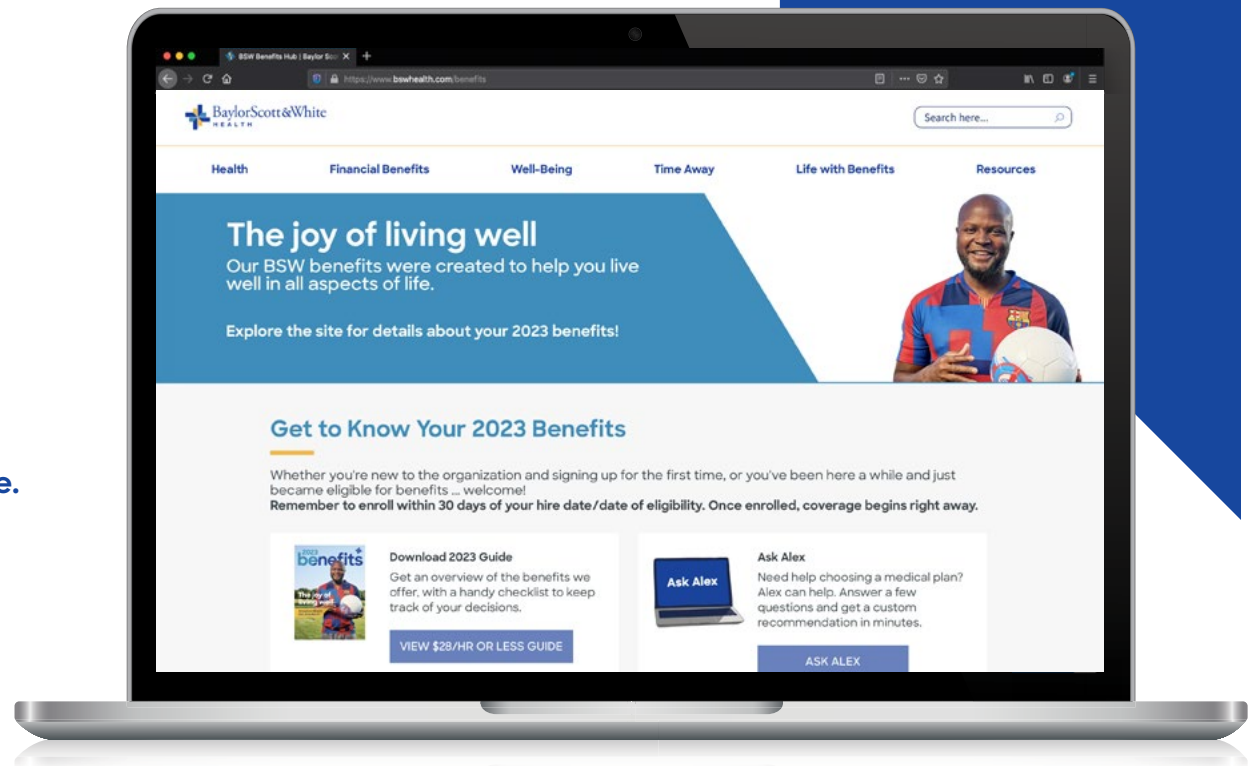 BSW Benefits Hub | Baylor Sco
https://www.bswhealth.com/benefits
BaylorScott&White
HEALTH
Search here...
Health Financial Benefits Well-Being Time Away Life with Benefits Resources
The joy of living well
Our BSW benefits were created to help you live
well in all aspects of life.
Explore the site for details about your 2023 benefits!
Get to Know Your 2023 Benefits
e.
Whether you're new to the organization and signing up for the first time, or you've been here a while and just
became eligible for benefits ... welcome!
Remember to enroll within 30 days of your hire date/date of eligibility. Once enrolled, coverage begins right away.
2023
benefits
The joy of
living well
Download 2023 Guide
Get an overview of the benefits we
offer, with a handy checklist to keep
track of your decisions.
VIEW $28/HR OR LESS GUIDE
Ask Alex
Ask Alex
Need help choosing a medical plan?
Alex can help. Answer a few
questions and get a custom
recommendation in minutes.
ASK ALEX